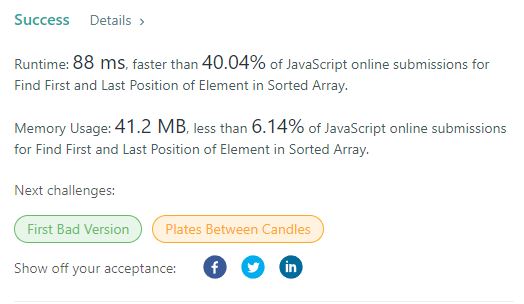 Success Details >
Runtime: 88 ms, faster than 40.04% of JavaScript online submissions for
Find First and Last Position of Element in Sorted Array.
Memory Usage: 41.2 MB, less than 6.14% of JavaScript online submissions
for Find First and Last Position of Element in Sorted Array.
Next challenges:
First Bad Version Plates Between Candles
Show off your acceptance: f in